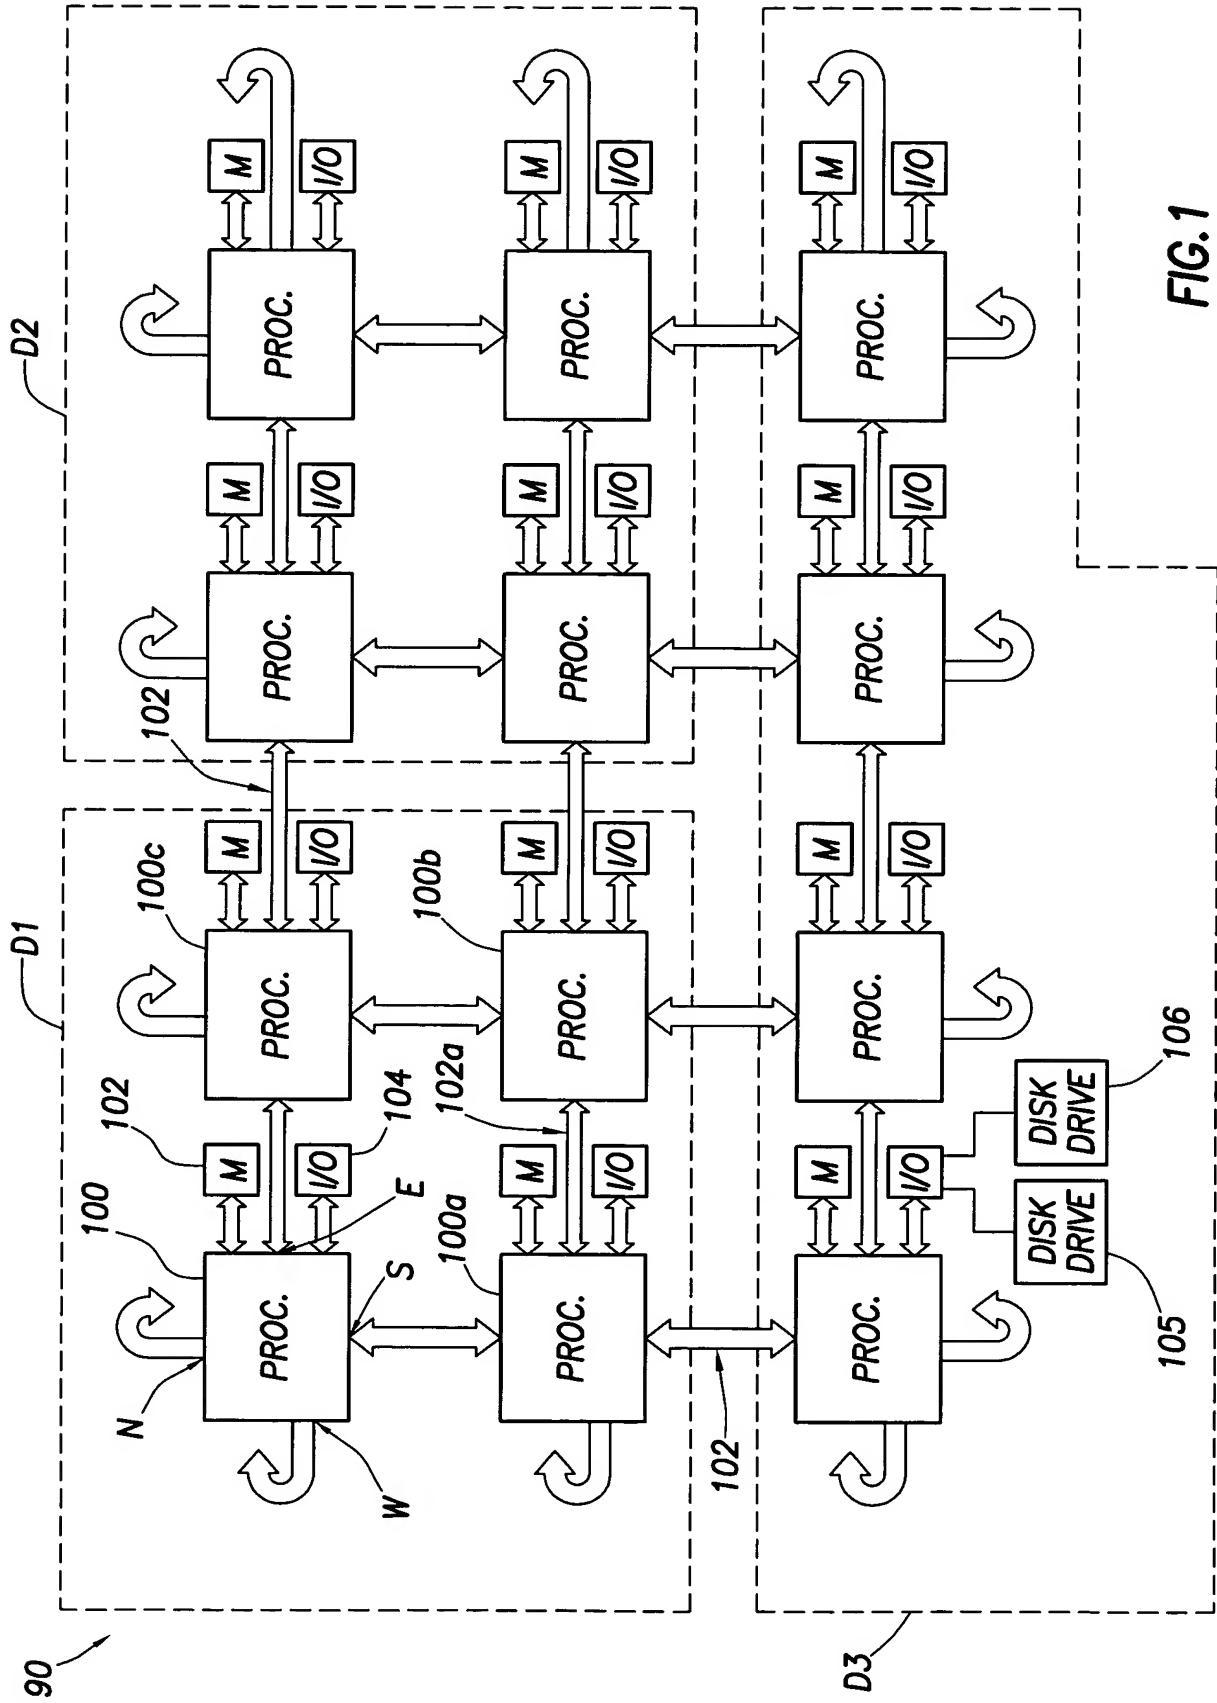 90
D1
D2
100
102
N
100c
102
M
M
M
M
PROC.
PROC.
PROC.
PROC.
I/O
I/O
I/O
I/O
W
S
E
104
100a
102a
100b
M
M
M
M
PROC.
PROC.
PROC.
PROC.
I/O
I/O
I/O
I/O
102
M
M
M
M
PROC.
PROC.
PROC.
PROC.
I/O
I/O
I/O
I/O
D3
DISK
DRIVE
DISK
DRIVE
105
106
FIG.1